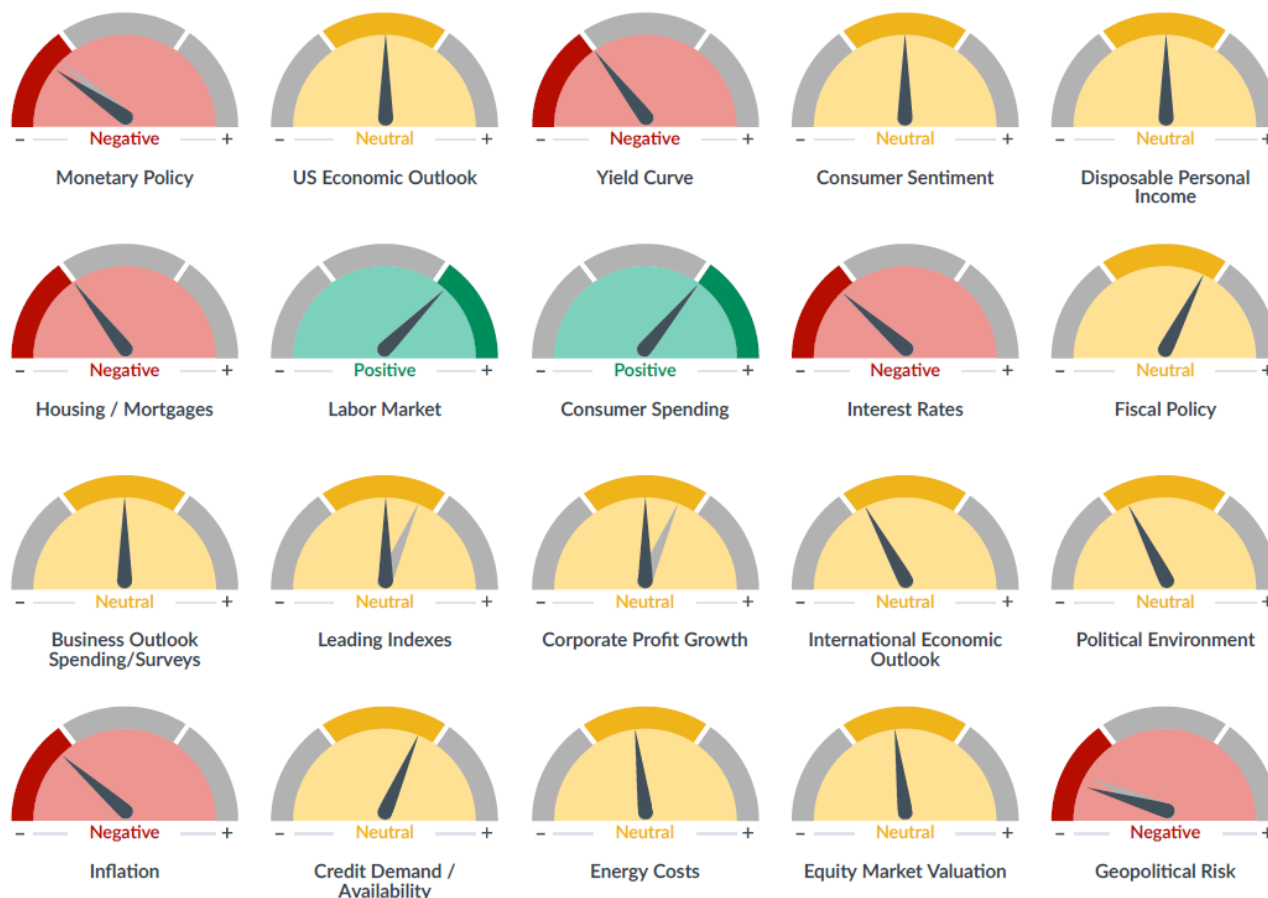 - Negative +
Monetary Policy
- Neutral +
US Economic Outlook
- Negative +
Yield Curve
- Neutral +
Consumer Sentiment
- Neutral +
Disposable Personal
Income
- Negative +
Housing / Mortgages
- Positive +
Labor Market
- Positive +
Consumer Spending
- Negative +
Interest Rates
- Neutral +
Fiscal Policy
- Neutral +
Business Outlook
Spending/Surveys
- Neutral +
Leading Indexes
- Neutral +
Corporate Profit Growth
- Neutral +
International Economic
Outlook
- Neutral +
Political Environment
- Negative +
Inflation
- Neutral +
Credit Demand /
Availability
- Neutral +
Energy Costs
- Neutral +
Equity Market Valuation
- Negative +
Geopolitical Risk